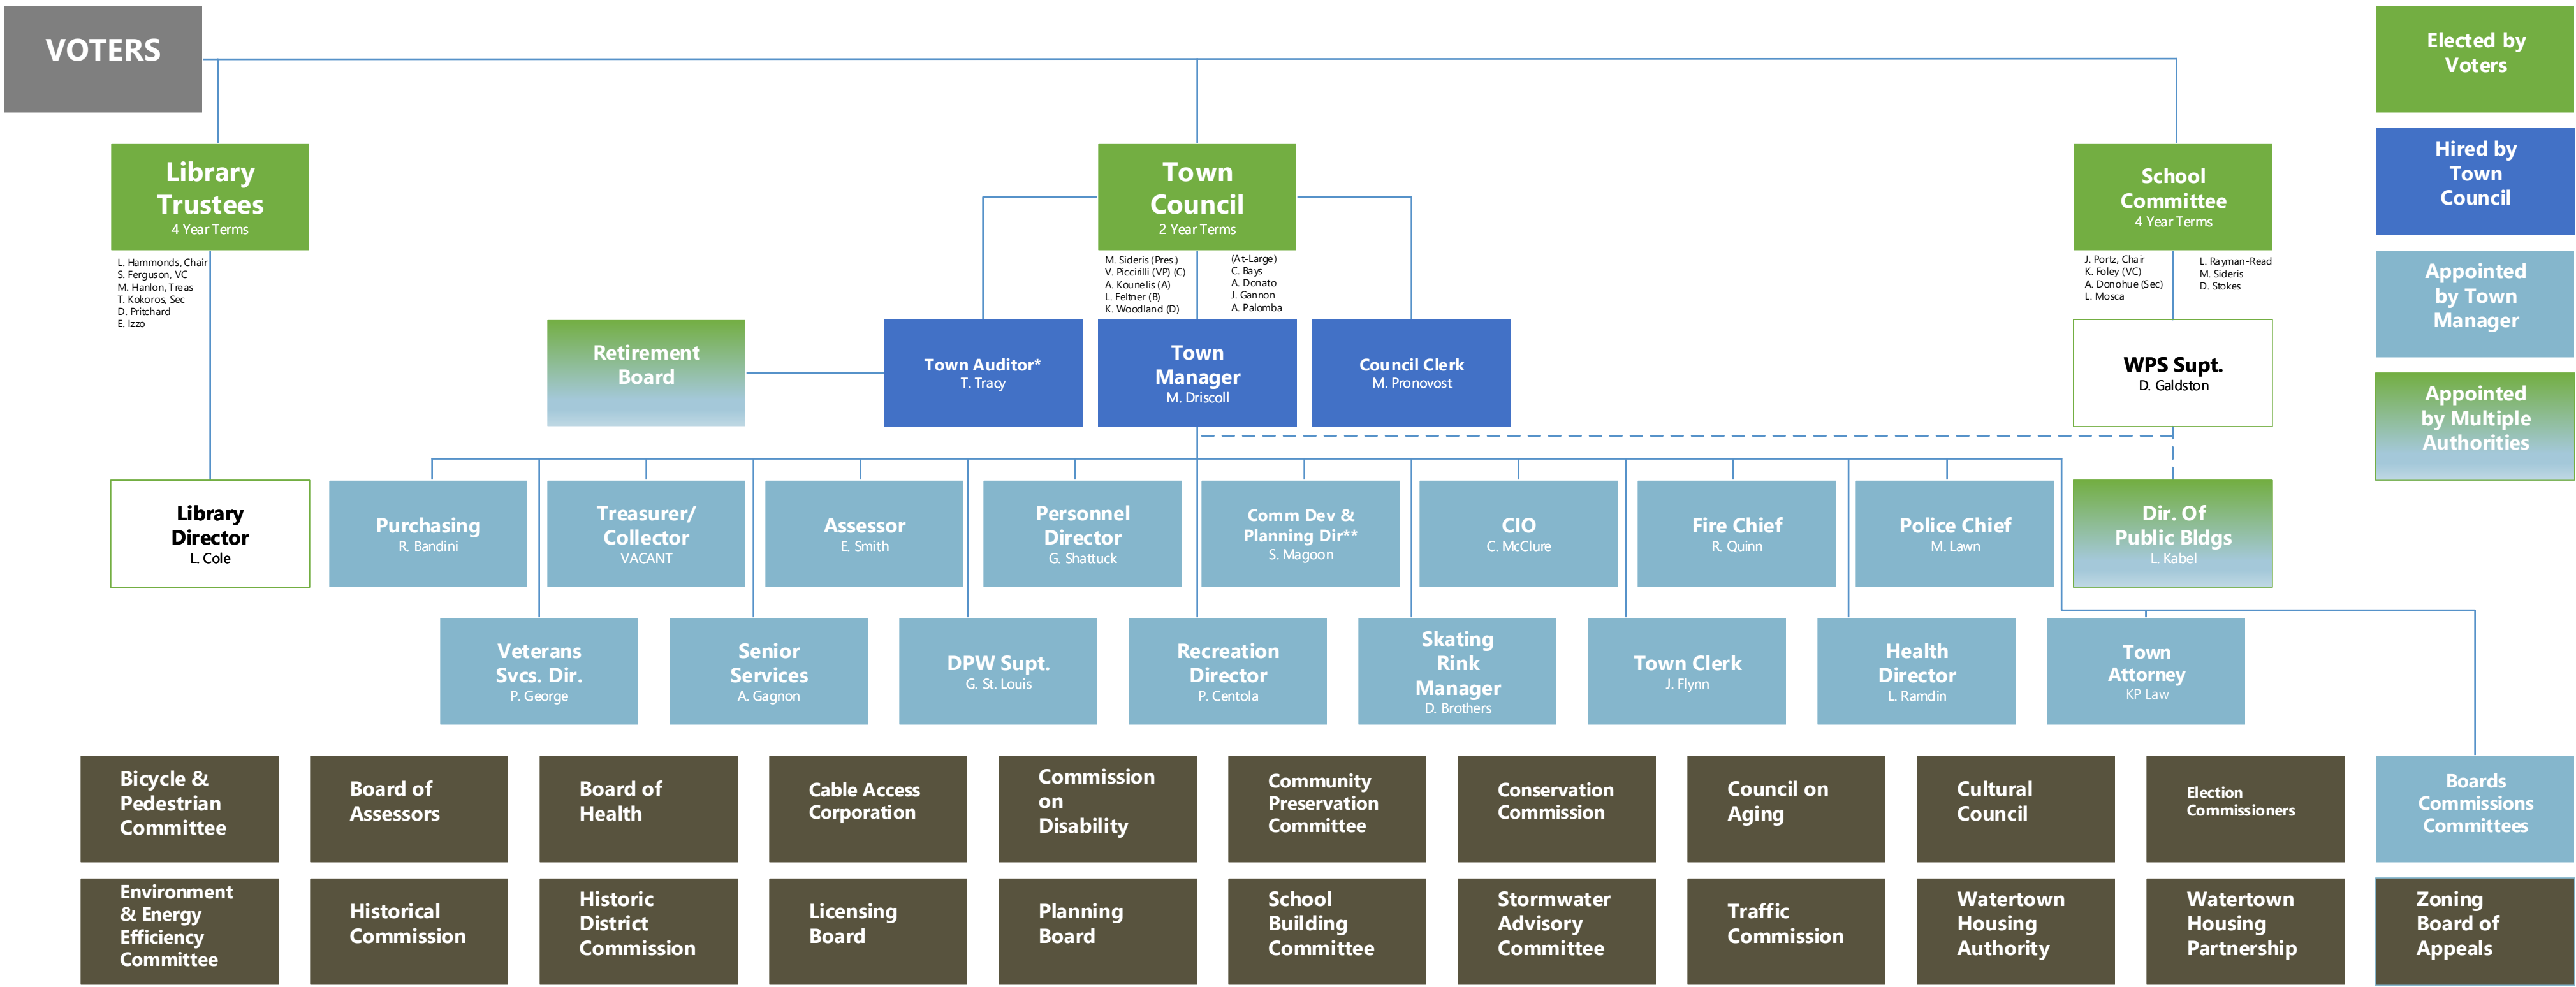 VOTERS
Elected by
Voters
Hired by
Town
Council
Appointed
by Town
Manager
Appointed
by Multiple
Authorities
Library
Trustees
4 Year Terms
L. Hammonds, Chair
S. Ferguson, VC
M. Hanlon, Treas
T. Kokoros, Sec
D. Pritchard
E. Izzo
Town
Council
2 Year Terms
M. Sideris (Pres.)
V. Piccirilli (VP) (C)
A. Kounelis (A)
L. Feltner (B)
K. Woodland (D)
(At-Large)
C. Bays
A. Donato
J. Gannon
A. Palomba
School
Committee
4 Year Terms
J. Portz, Chair
K. Foley (VC)
A. Donohue (Sec)
L. Mosca
L. Rayman-Read
M. Sideris
D. Stokes
Retirement
Board
Town Auditor*
T. Tracy
Town
Manager
M. Driscoll
Council Clerk
M. Pronovost
WPS Supt.
D. Galdston
Library
Director
L. Cole
Purchasing
R. Bandini
Treasurer/
Collector
VACANT
Assessor
E. Smith
Personnel
Director
G. Shattuck
Comm Dev &
Planning Dir**
S. Magoon
CIO
C. McClure
Fire Chief
R. Quinn
Police Chief
M. Lawn
Dir. Of
Public Bldgs
L. Kabel
Veterans
Svcs. Dir.
P. George
Senior
Services
A. Gagnon
DPW Supt.
G. St. Louis
Recreation
Director
P. Centola
Skating
Rink
Manager
D. Brothers
Town Clerk
J. Flynn
Health
Director
L. Ramdin
Town
Attorney
KP Law
Bicycle &
Pedestrian
Committee
Board of
Assessors
Board of
Health
Cable Access
Corporation
Commission
on
Disability
Community
Preservation
Committee
Conservation
Commission
Council on
Aging
Cultural
Council
Election
Commissioners
Boards
Commissions
Committees
Environment
& Energy
Efficiency
Committee
Historical
Commission
Historic
District
Commission
Licensing
Board
Planning
Board
School
Building
Committee
Stormwater
Advisory
Committee
Traffic
Commission
Watertown
Housing
Authority
Watertown
Housing
Partnership
Zoning
Board of
Appeals